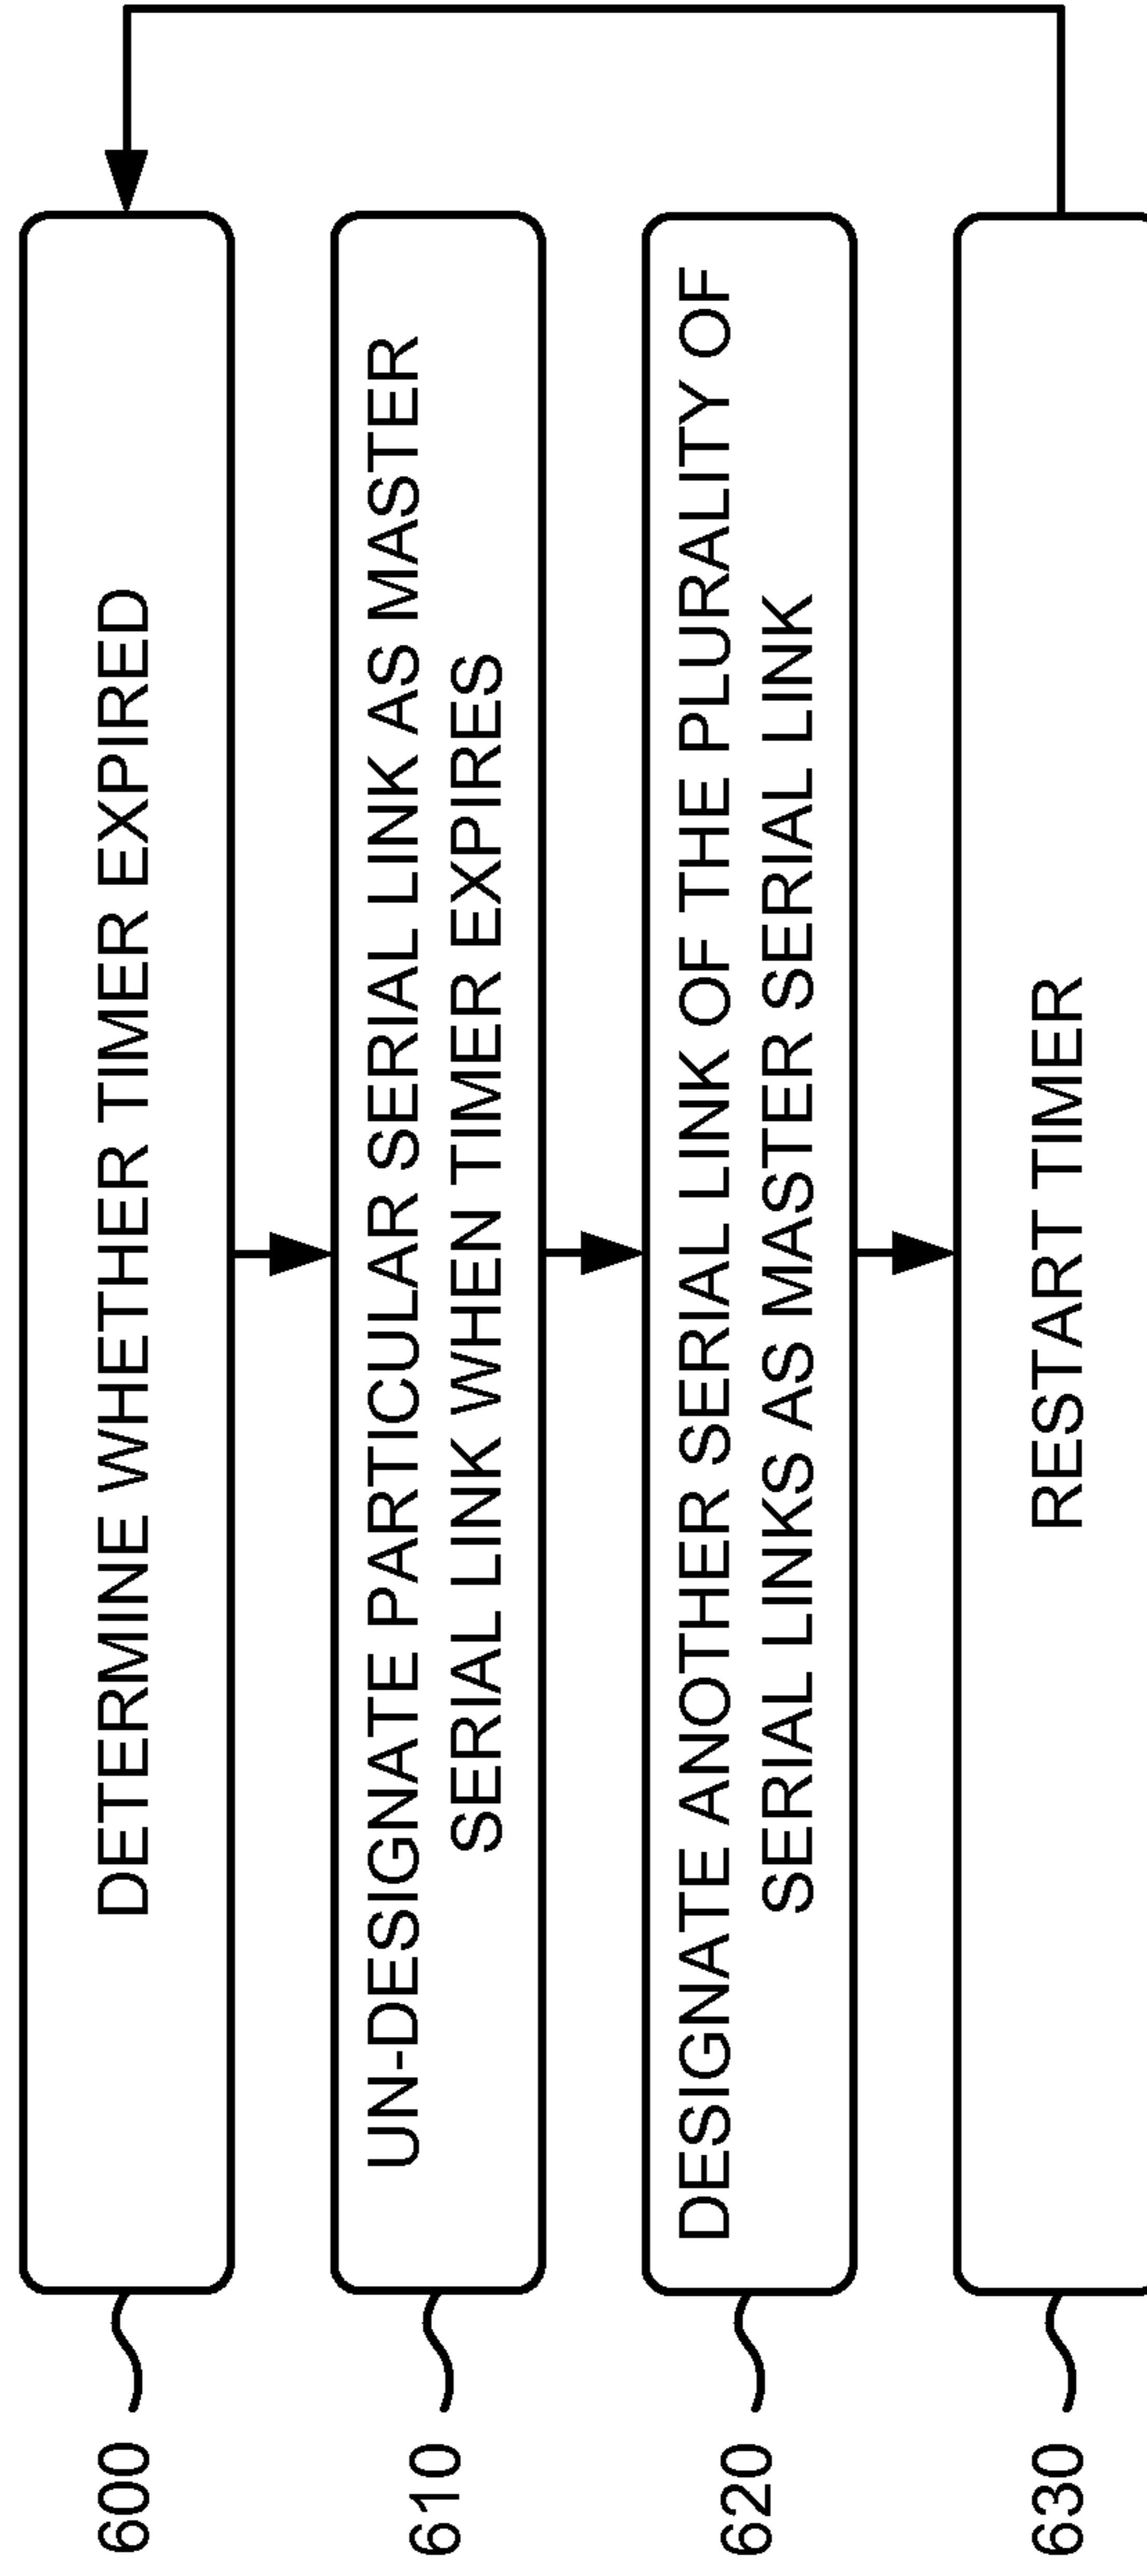 600
DETERMINE WHETHER TIMER EXPIRED
610
UN-DESIGNATE PARTICULAR SERIAL LINK AS MASTER
SERIAL LINK WHEN TIMER EXPIRES
620
DESIGNATE ANOTHER SERIAL LINK OF THE PLURALITY OF
SERIAL LINKS AS MASTER SERIAL LINK
630
RESTART TIMER